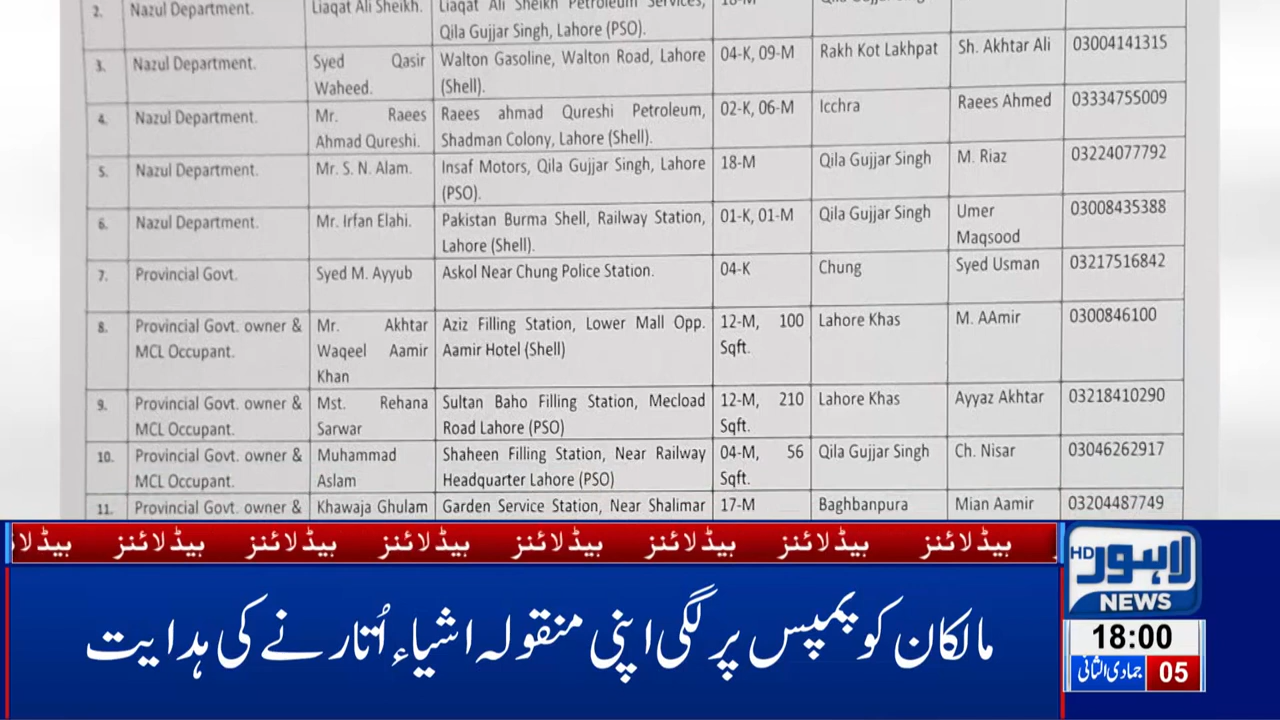 2. Nazul Department. Liaqat Ali Sheikh. Liaqat Ali Sheikh Petroleum Services,
Qila Gujjar Singh, Lahore (PSO).
3. Nazul Department. Syed Qasir Walton Gasoline, Walton Road, Lahore 04-K, 09-M Rakh Kot Lakhpat Sh. Akhtar Ali 03004141315
Waheed. (Shell).
4. Nazul Department. Mr. Raees Raees ahmad Qureshi Petroleum, 02-K, 06-M Icchra Raees Ahmed 03334755009
Ahmad Qureshi. Shadman Colony, Lahore (Shell).
5. Nazul Department. Mr. S. N. Alam. Insaf Motors, Qila Gujjar Singh, Lahore 18-M Qila Gujjar Singh M. Riaz 03224077792
(PSO).
6. Nazul Department. Mr. Irfan Elahi. Pakistan Burma Shell, Railway Station, 01-K, 01-M Qila Gujjar Singh Umer 03008435388
Lahore (Shell). Maqsood
7. Provincial Govt. Syed M. Ayyub Askol Near Chung Police Station. 04-K Chung Syed Usman 03217516842
8. Provincial Govt. owner & Mr. Akhtar Aziz Filling Station, Lower Mall Opp. 12-M, 100 Lahore Khas M. AAmir 0300846100
MCL Occupant. Waqeel Aamir Aamir Hotel (Shell) Sqft.
Khan
9. Provincial Govt. owner & Mst. Rehana Sultan Baho Filling Station, Mecload 12-M, 210 Lahore Khas Ayyaz Akhtar 03218410290
MCL Occupant. Sarwar Road Lahore (PSO) Sqft.
10. Provincial Govt. owner & Muhammad Shaheen Filling Station, Near Railway 04-M, 56 Qila Gujjar Singh Ch. Nisar 03046262917
MCL Occupant. Aslam Headquarter Lahore (PSO) Sqft.
11. Provincial Govt. owner & Khawaja Ghulam Garden Service Station, Near Shalimar 17-M Baghbanpura Mian Aamir 03204487749
ہیڈلائنز ہیڈلائنز ہیڈلائنز ہیڈلائنز ہیڈلائنز ہیڈلائنز ہیڈلائنز
مالکان کو پمپس پر لگی اپنی منقولہ اشیاء اُتارنے کی ہدایت
لاہور HD
NEWS
18:00
05 جمادی الثانی